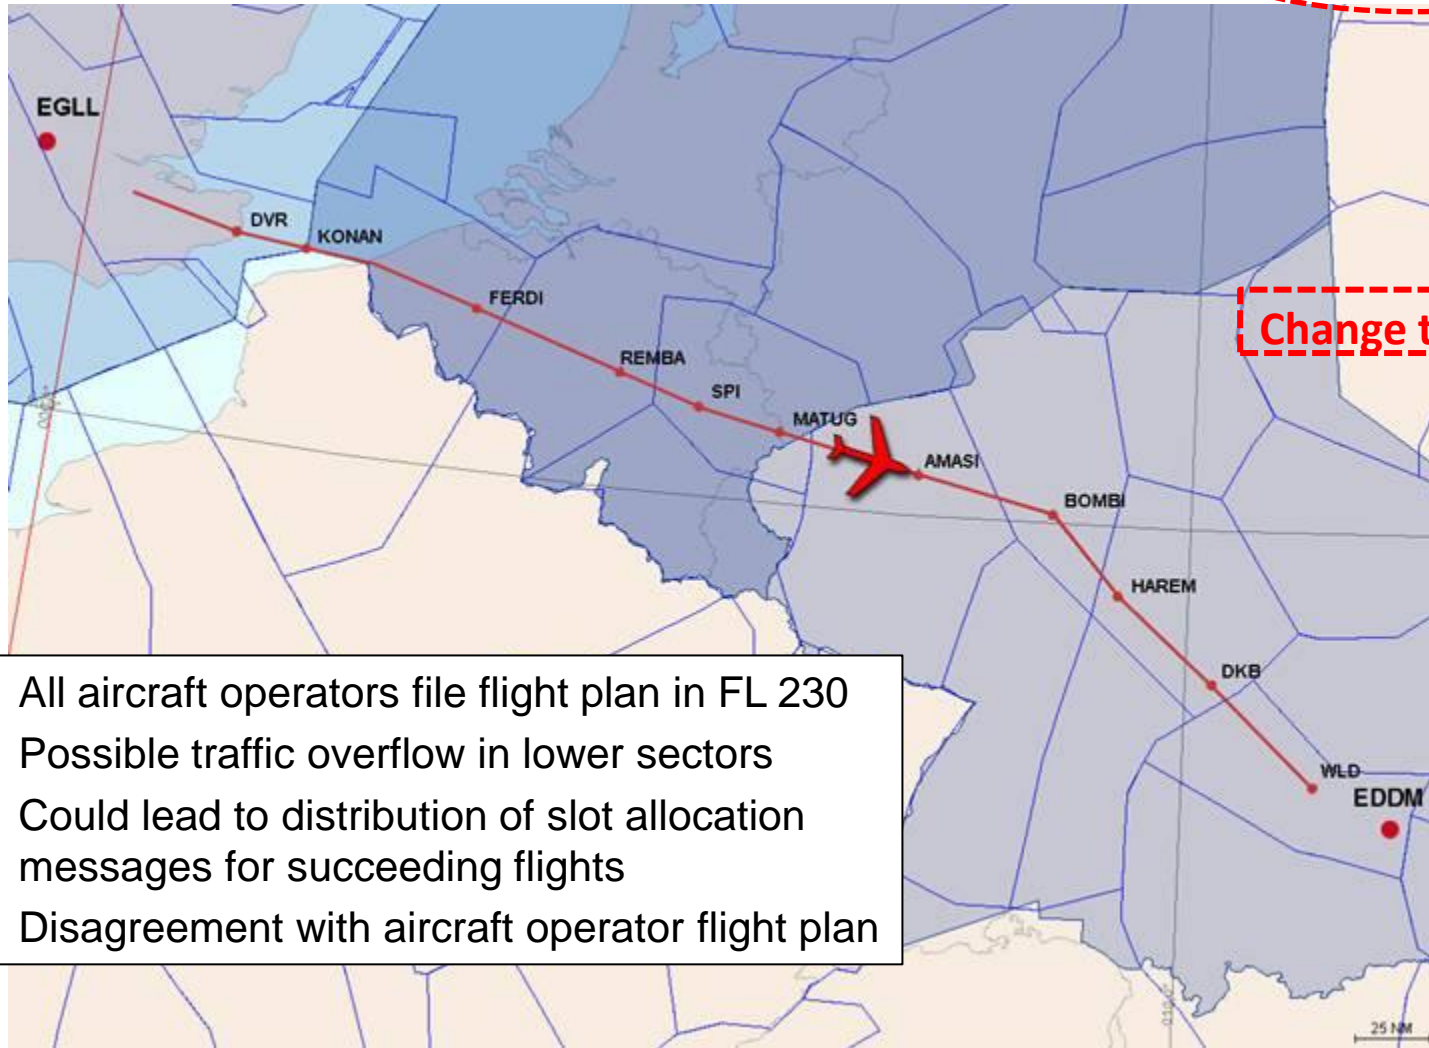 EGLL
DVR
KONAN
FERDI
Change t
REMBA
SPI
MATUG
AMASI
BOMBI
HAREM
DKB
WLD
EDDM
All aircraft operators file flight plan in FL 230
Possible traffic overflow in lower sectors
Could lead to distribution of slot allocation
messages for succeeding flights
Disagreement with aircraft operator flight plan
25 NM